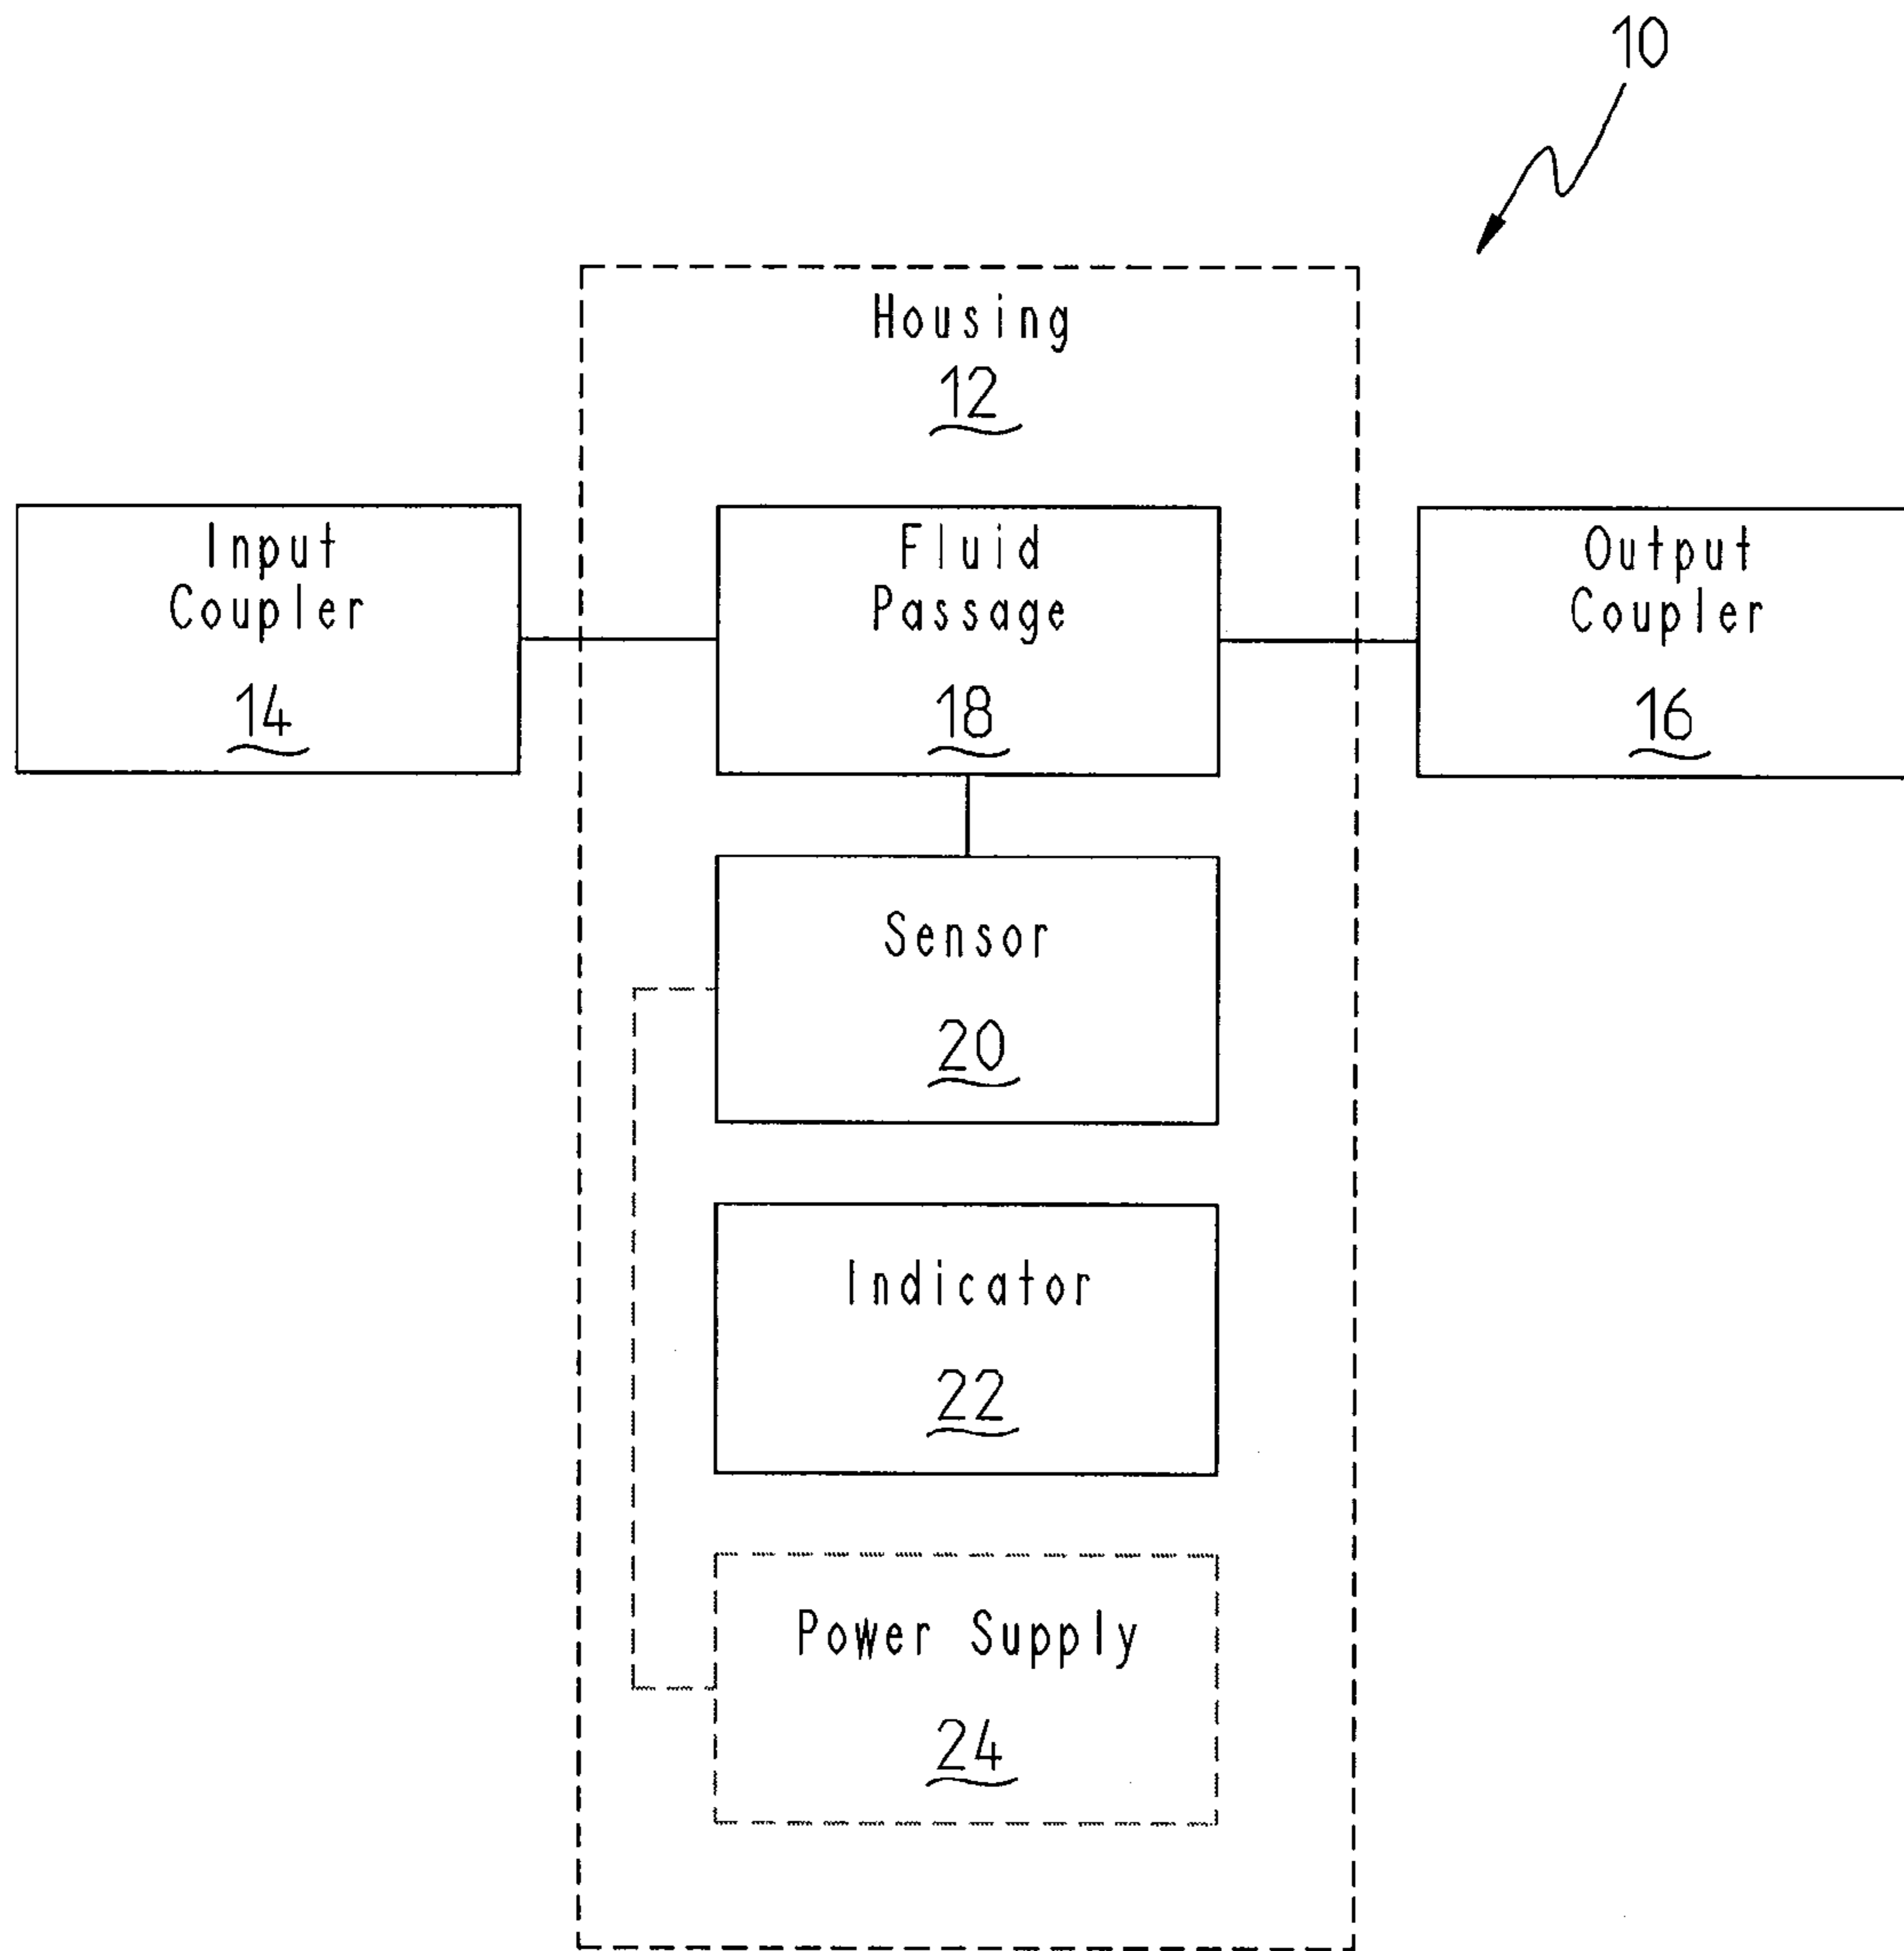 10
Housing
12
Input
Coupler
14
Fluid
Passage
18
Output
Coupler
16
Sensor
20
Indicator
22
Power Supply
24